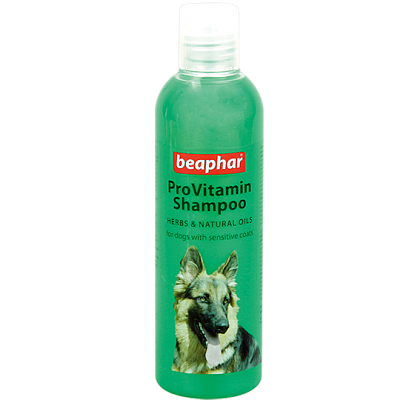 beaphar
ProVitamin
Shampoo
HERBS & NATURAL OILS
for dogs with sensitive coats